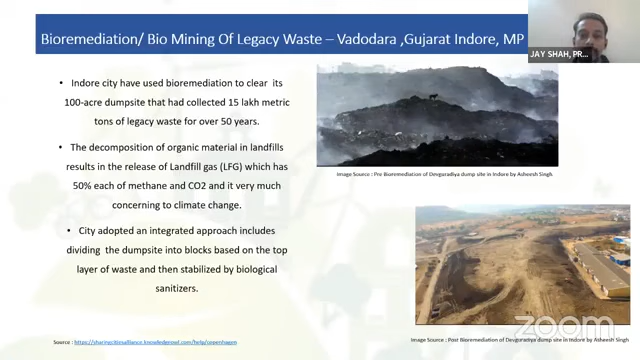 Bioremediation/ Bio Mining Of Legacy Waste – Vadodara ,Gujarat Indore, MP
JAY SHAH, PR...
• Indore city have used bioremediation to clear its
100-acre dumpsite that had collected 15 lakh metric
tons of legacy waste for over 50 years.
• The decomposition of organic material in landfills
results in the release of Landfill gas (LFG) which has
50% each of methane and CO2 and it very much
concerning to climate change.
• City adopted an integrated approach includes
dividing the dumpsite into blocks based on the top
layer of waste and then stabilized by biological
sanitizers.
Image Source : Pre Bioremediation of Devguradiya dump site in Indore by Asheesh Singh
zoom
Image Source : Post Bioremediation of Devguradiya dump site in Indore by Asheesh Singh
Source : https://sharingcitiesalliance.knowledgeowl.com/help/copenhagen